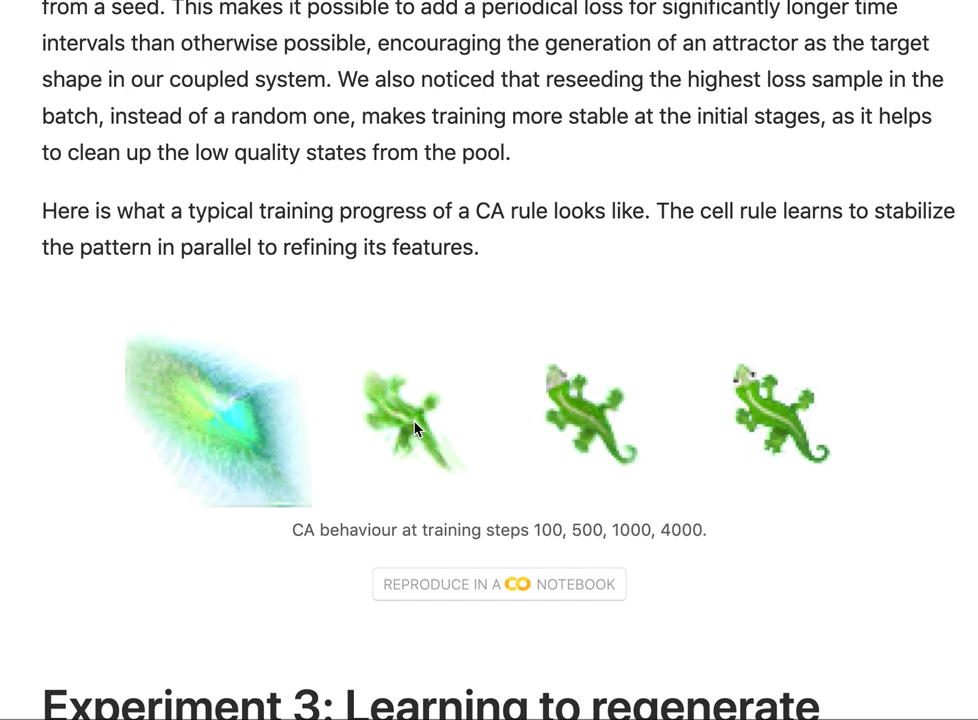 from a seed. This makes it possible to add a periodical loss for significantly longer time
intervals than otherwise possible, encouraging the generation of an attractor as the target
shape in our coupled system. We also noticed that reseeding the highest loss sample in the
batch, instead of a random one, makes training more stable at the initial stages, as it helps
to clean up the low quality states from the pool.
Here is what a typical training progress of a CA rule looks like. The cell rule learns to stabilize
the pattern in parallel to refining its features.
CA behaviour at training steps 100, 500, 1000, 4000.
REPRODUCE IN A CO NOTEBOOK
Experiment 3: Learning to regenerate